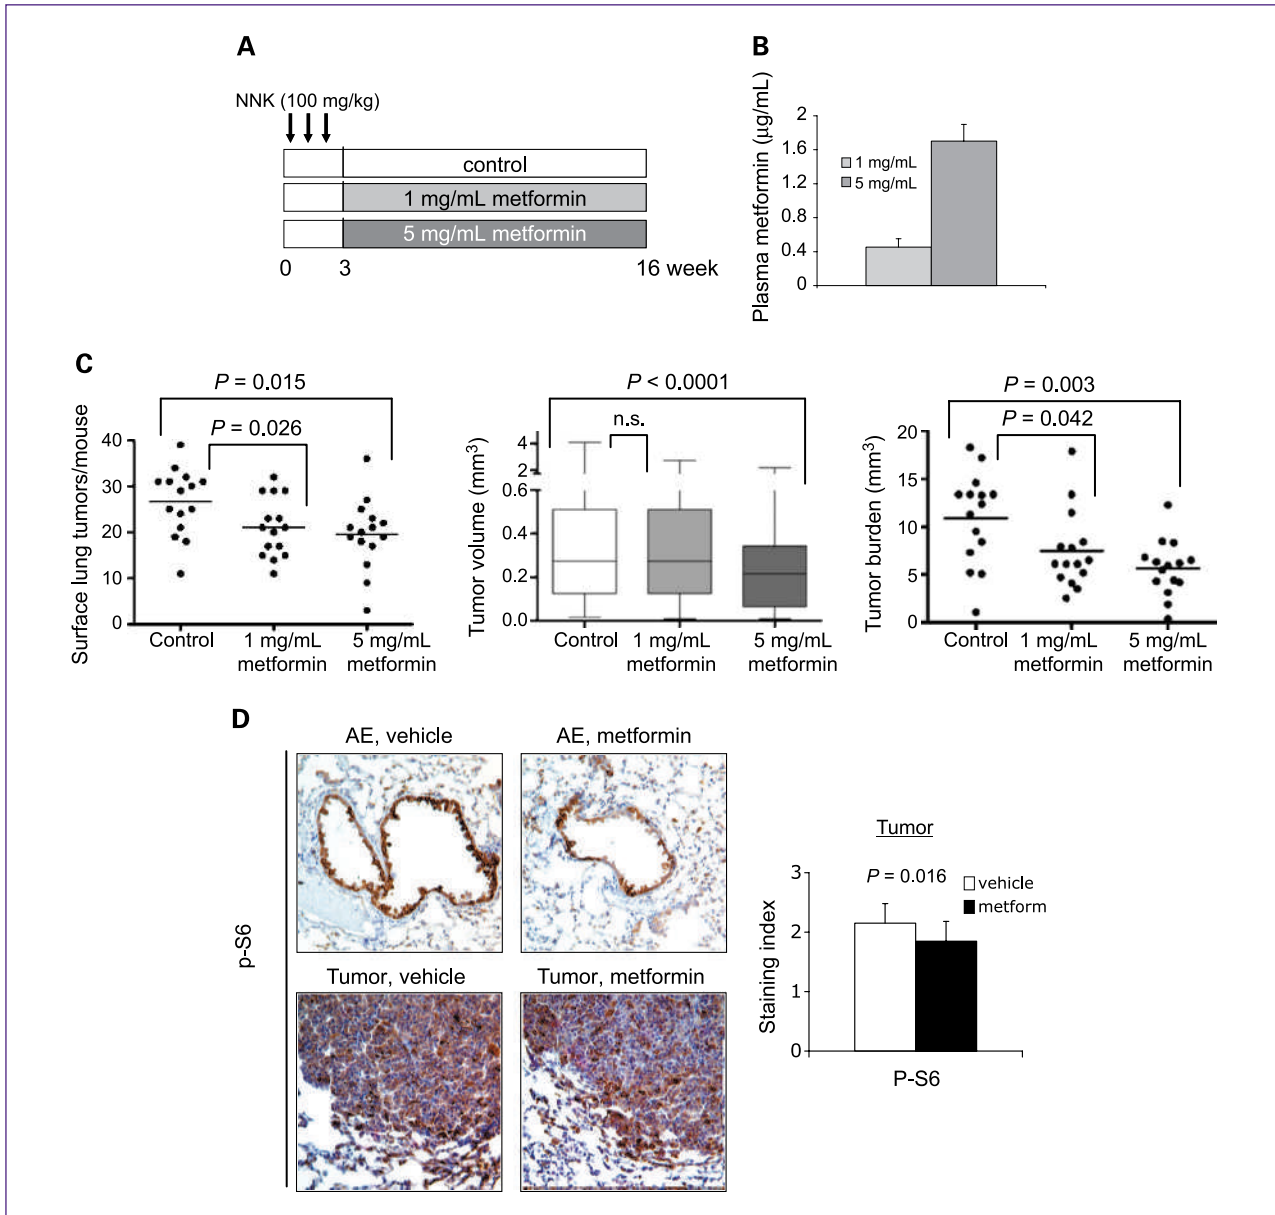 A
NNK (100 mg/kg)
control
1 mg/mL metformin
5 mg/mL metformin
0 3 16 week
B
Plasma metformin (μg/mL)
2
1.6
1.2
0.8
0.4
0
1 mg/mL
5 mg/mL
C
Surface lung tumors/mouse
P = 0.015
P = 0.026
40
30
20
10
0
Control
1 mg/mL
metformin
5 mg/mL
metformin
Tumor volume (mm³)
P < 0.0001
n.s.
4
2
0.6
0.4
0.2
0.0
Control
1 mg/mL
metformin
5 mg/mL
metformin
Tumor burden (mm³)
P = 0.003
P = 0.042
20
15
10
5
0
Control
1 mg/mL
metformin
5 mg/mL
metformin
D
p-S6
AE, vehicle
AE, metformin
Tumor, vehicle
Tumor, metformin
Tumor
Staining index
3
2
1
0
P = 0.016
vehicle
metform
P-S6